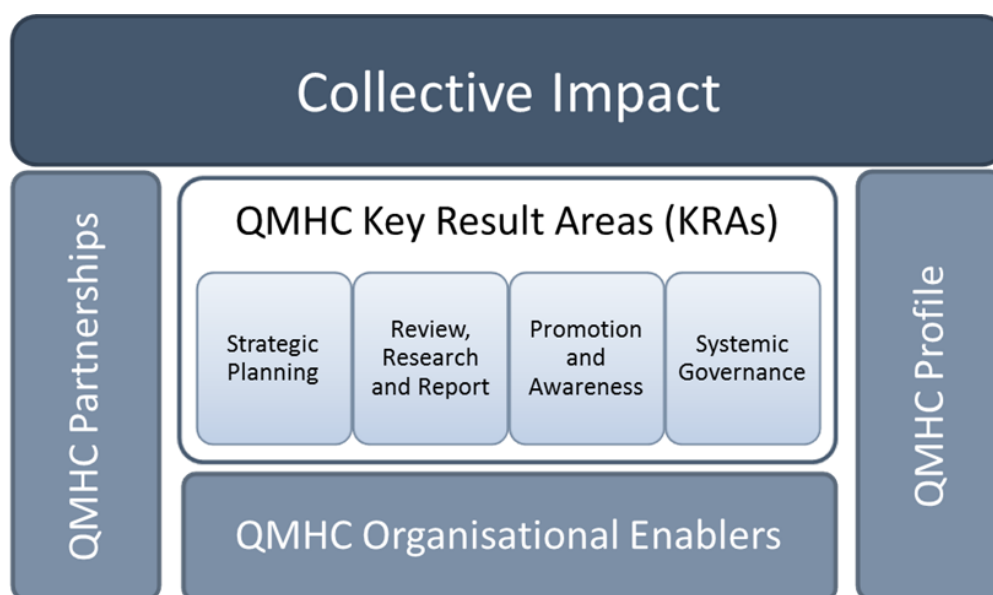 Collective Impact
QMHC Partnerships
QMHC Key Result Areas (KRAs)
Strategic
Planning
Review,
Research
and Report
Promotion
and
Awareness
Systemic
Governance
QMHC Profile
QMHC Organisational Enablers